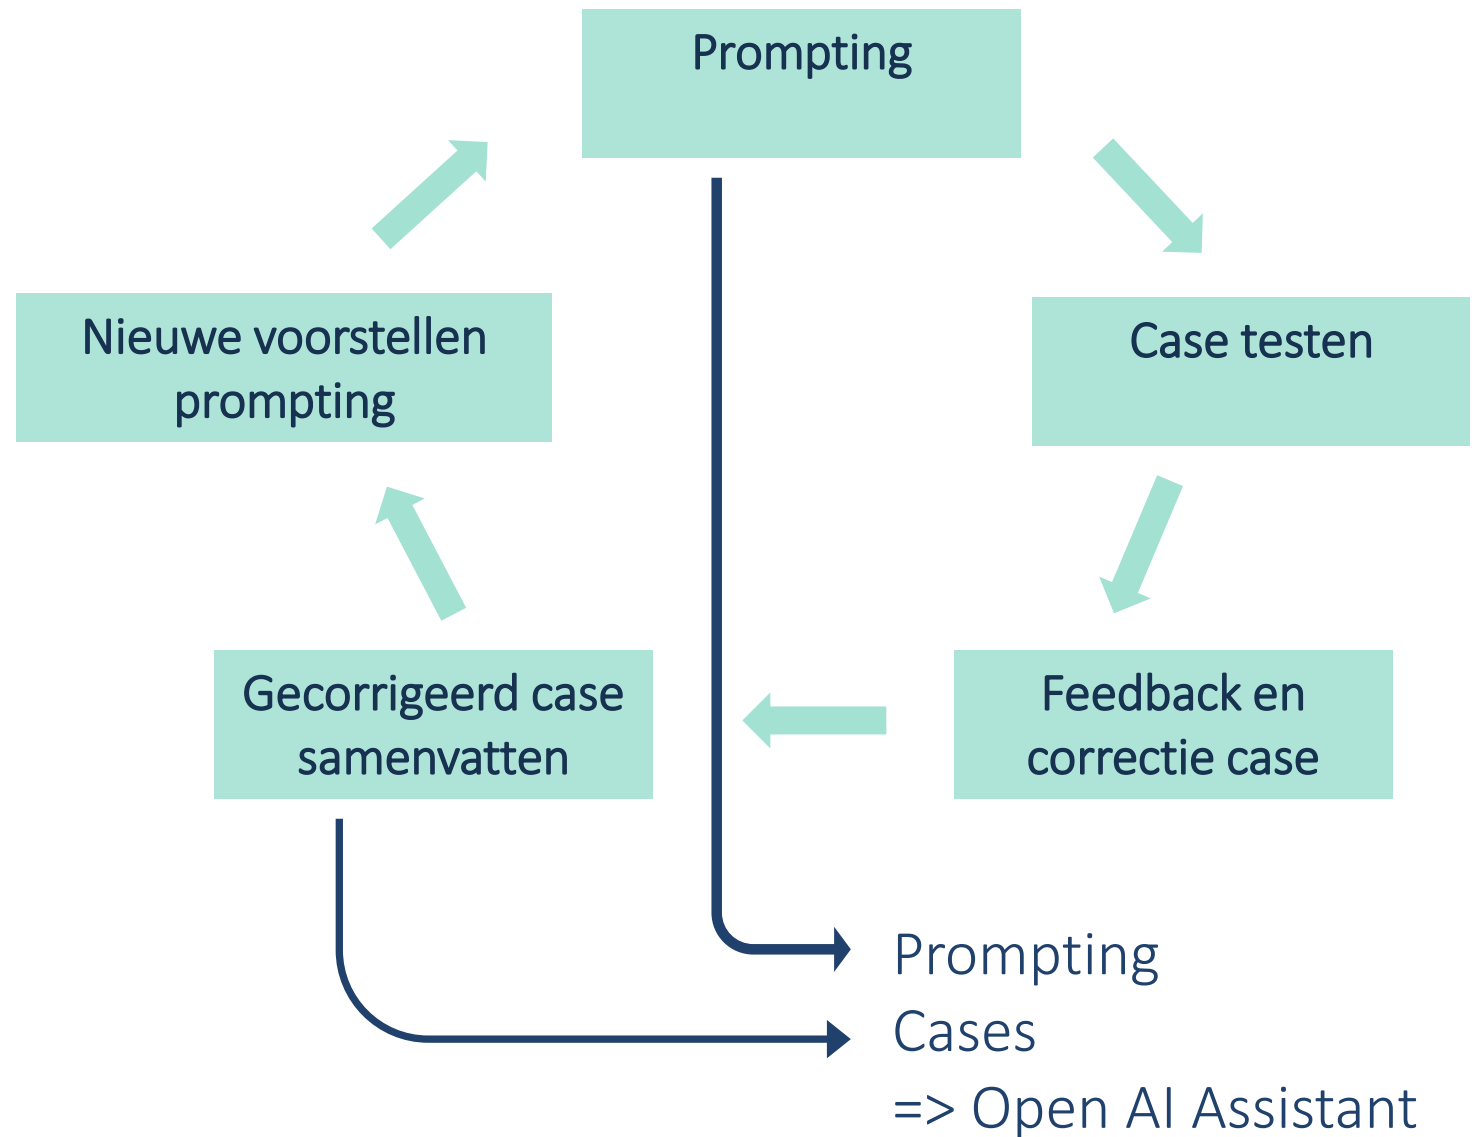 Prompting
Nieuwe voorstellen
prompting
Case testen
Gecorrigeerd case
samenvatten
Feedback en
correctie case
Prompting
Cases
=> Open AI Assistant